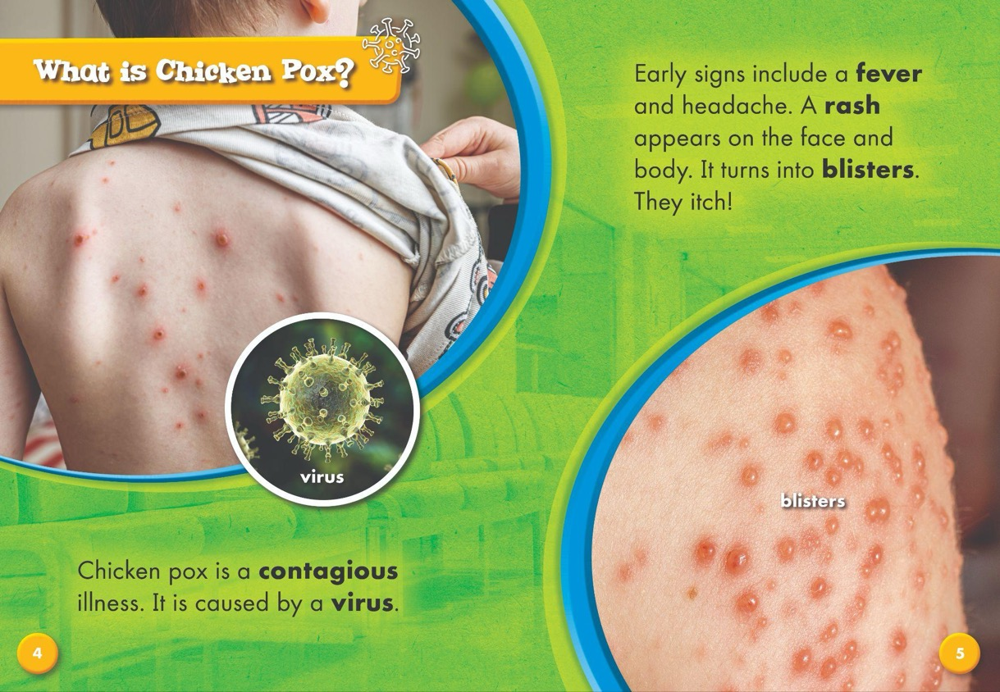 What is Chicken Pox?
virus
Chicken pox is a contagious
illness. It is caused by a virus.
4
Early signs include a fever
and headache. A rash
appears on the face and
body. It turns into blisters.
They itch!
blisters
5